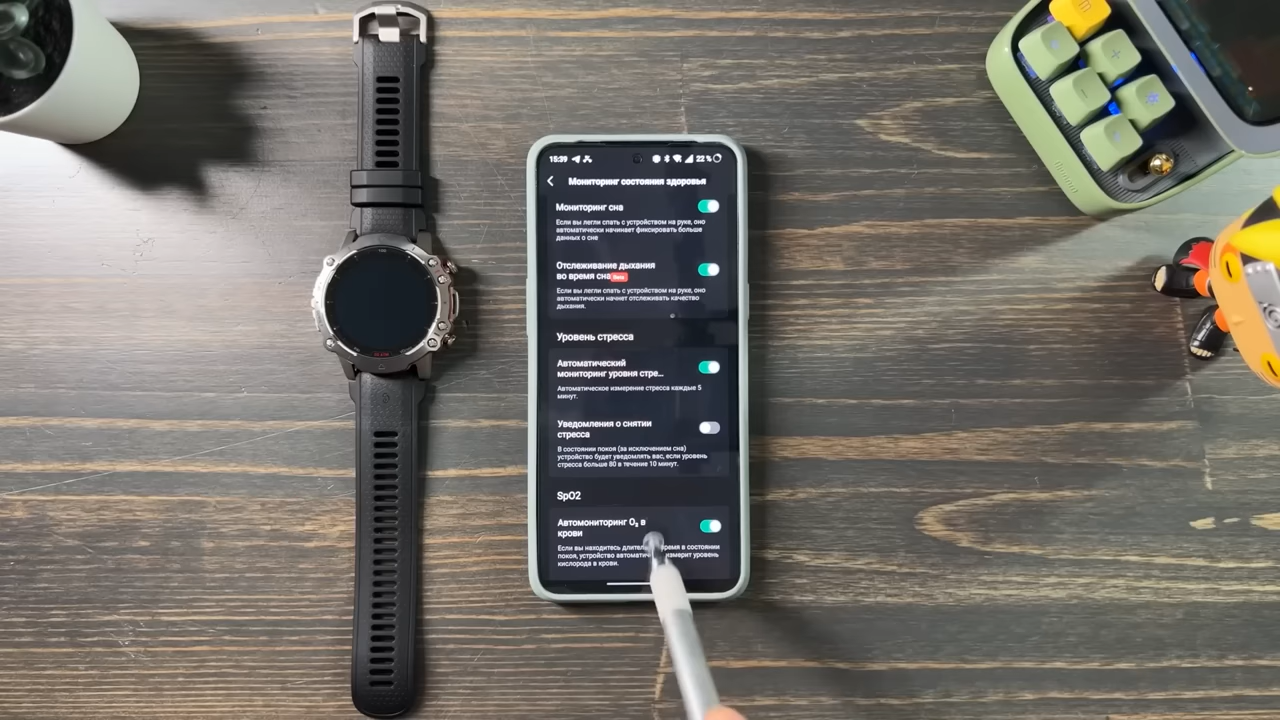 15:39
22%
Мониторинг состояния здоровья
Мониторинг сна
Если вы легли спать с устройством на руке, оно
автоматически начинает фиксировать больше
данных о сне
Отслеживание дыхания
во время сна
Если вы легли спать с устройством на руке, оно
автоматически начнет отслеживать качество
дыхания.
Уровень стресса
Автоматический
мониторинг уровня стре...
Автоматическое измерение стресса каждые 5
минут.
Уведомления о снятии
стресса
В состоянии покоя (за исключением сна)
устройство будет уведомлять вас, если уровень
стресса больше 80 в течение 10 минут.
SpO2
Автомониторинг O₂ в
крови
Если вы находитесь время в состоянии
покоя, устройство измерит уровень
кислорода в крови.